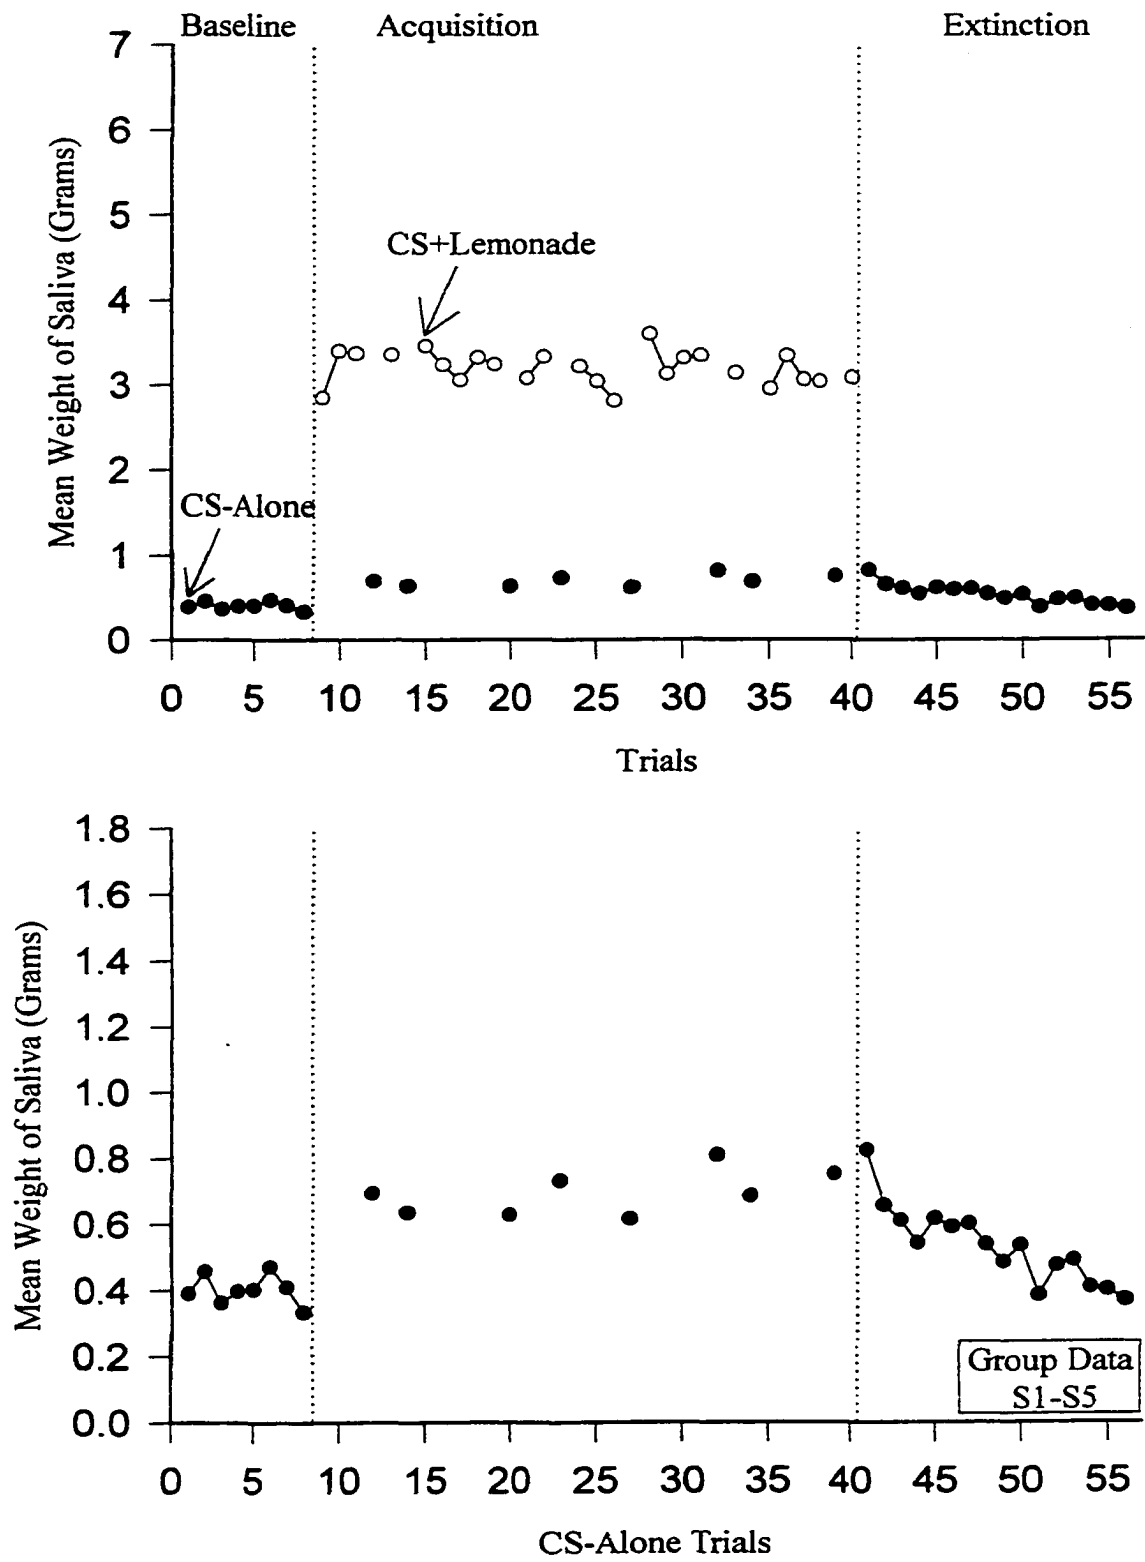 Baseline Acquisition Extinction
7
6
5
4
3
2
1
0
Mean Weight of Saliva (Grams)
CS+Lemonade
CS-Alone
0 5 10 15 20 25 30 35 40 45 50 55
Trials
1.8
1.6
1.4
1.2
1.0
0.8
0.6
0.4
0.2
0.0
Mean Weight of Saliva (Grams)
Group Data
S1-S5
0 5 10 15 20 25 30 35 40 45 50 55
CS-Alone Trials